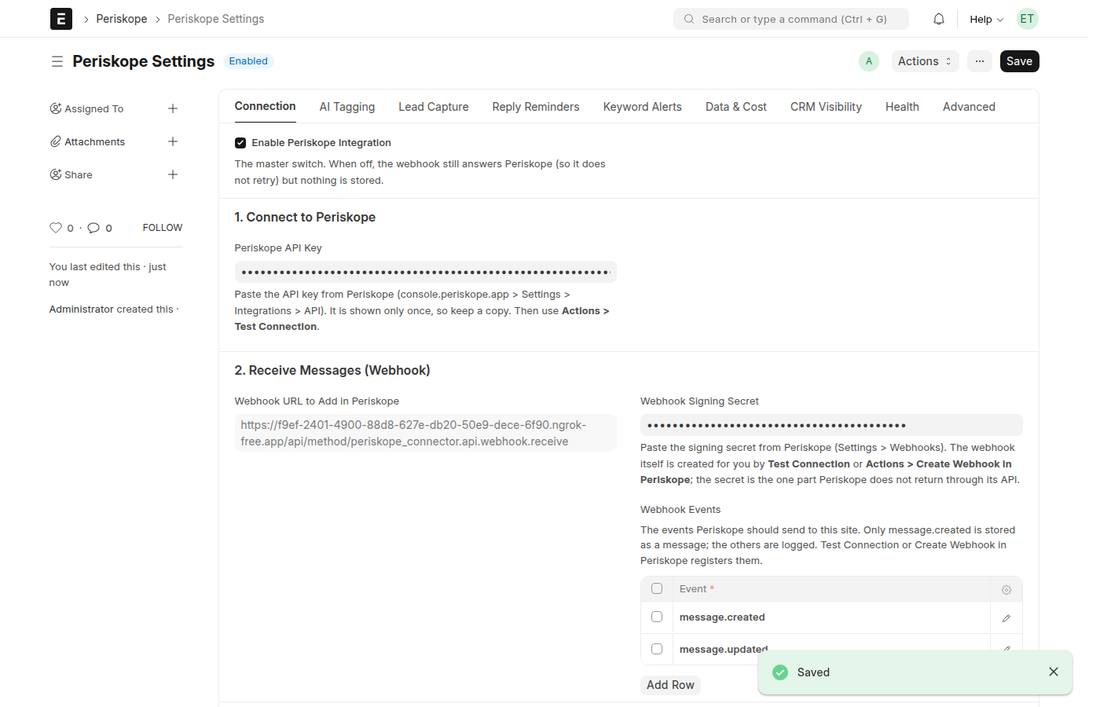 Periskope
Periskope Settings
Search or type a command (Ctrl + G)
Help
ET
Periskope Settings
Enabled
A
Actions
Save
Assigned To
Attachments
Share
0 · 0
FOLLOW
You last edited this · just
now
Administrator created this ·
Connection
AI Tagging
Lead Capture
Reply Reminders
Keyword Alerts
Data & Cost
CRM Visibility
Health
Advanced
Enable Periskope Integration
The master switch. When off, the webhook still answers Periskope (so it does
not retry) but nothing is stored.
1. Connect to Periskope
Periskope API Key
Paste the API key from Periskope (console.periskope.app > Settings >
Integrations > API). It is shown only once, so keep a copy. Then use Actions >
Test Connection.
2. Receive Messages (Webhook)
Webhook URL to Add in Periskope
https://f9ef-2401-4900-88d8-627e-db20-50e9-dece-6f90.ngrok-
free.app/api/method/periskope_connector.api.webhook.receive
Webhook Signing Secret
Paste the signing secret from Periskope (Settings > Webhooks). The webhook
itself is created for you by Test Connection or Actions > Create Webhook in
Periskope; the secret is the one part Periskope does not return through its API.
Webhook Events
The events Periskope should send to this site. Only message.created is stored
as a message; the others are logged. Test Connection or Create Webhook in
Periskope registers them.
Event *
message.created
message.updated
Add Row
Saved